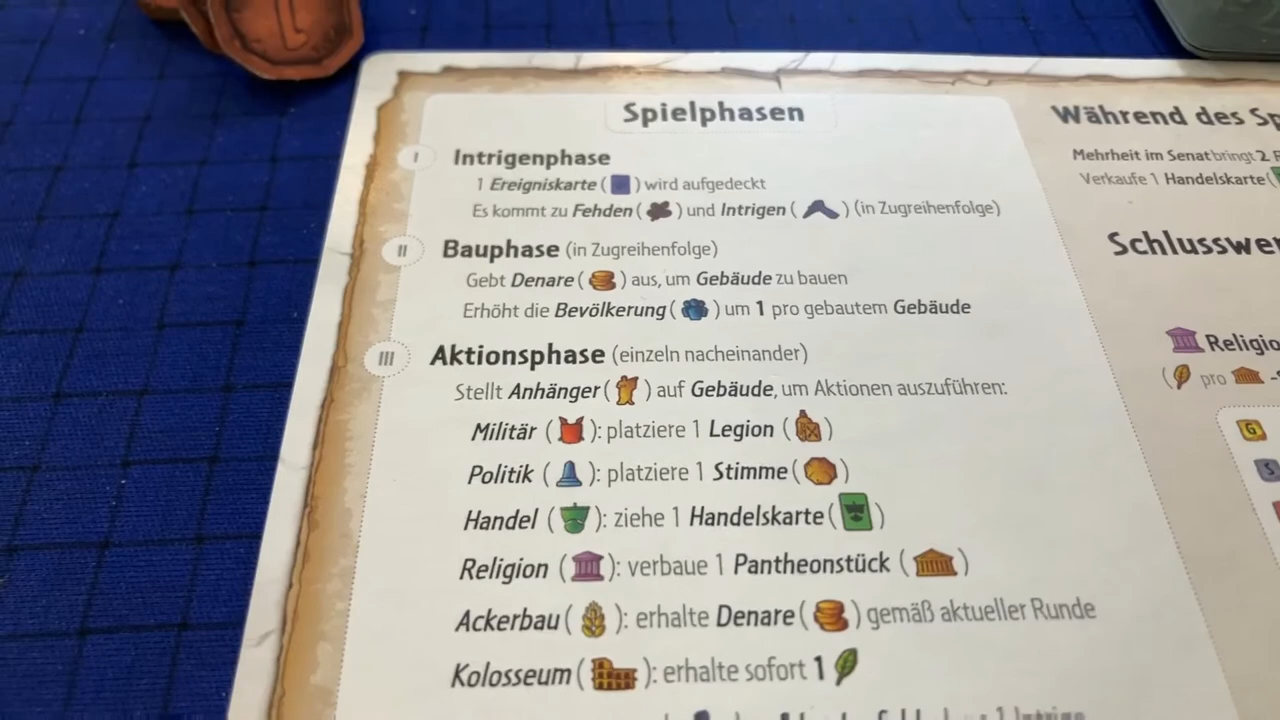 Spielphasen
I Intrigenphase
1 Ereigniskarte ( ) wird aufgedeckt
Es kommt zu Fehden ( ) und Intrigen ( ) (in Zugreihenfolge)
II Bauphase (in Zugreihenfolge)
Gebt Denare ( ) aus, um Gebäude zu bauen
Erhöht die Bevölkerung ( ) um 1 pro gebautem Gebäude
III Aktionsphase (einzeln nacheinander)
Stellt Anhänger ( ) auf Gebäude, um Aktionen auszuführen:
Militär ( ): platziere 1 Legion ( )
Politik ( ): platziere 1 Stimme ( )
Handel ( ): ziehe 1 Handelskarte ( )
Religion ( ): verbaue 1 Pantheonstück ( )
Ackerbau ( ): erhalte Denare ( ) gemäß aktueller Runde
Kolosseum ( ): erhalte sofort 1
Während des Sp
Mehrheit im Senat bringt 2
Verkaufe 1 Handelskarte (
Schlusswe
Religio
( pro
G
S